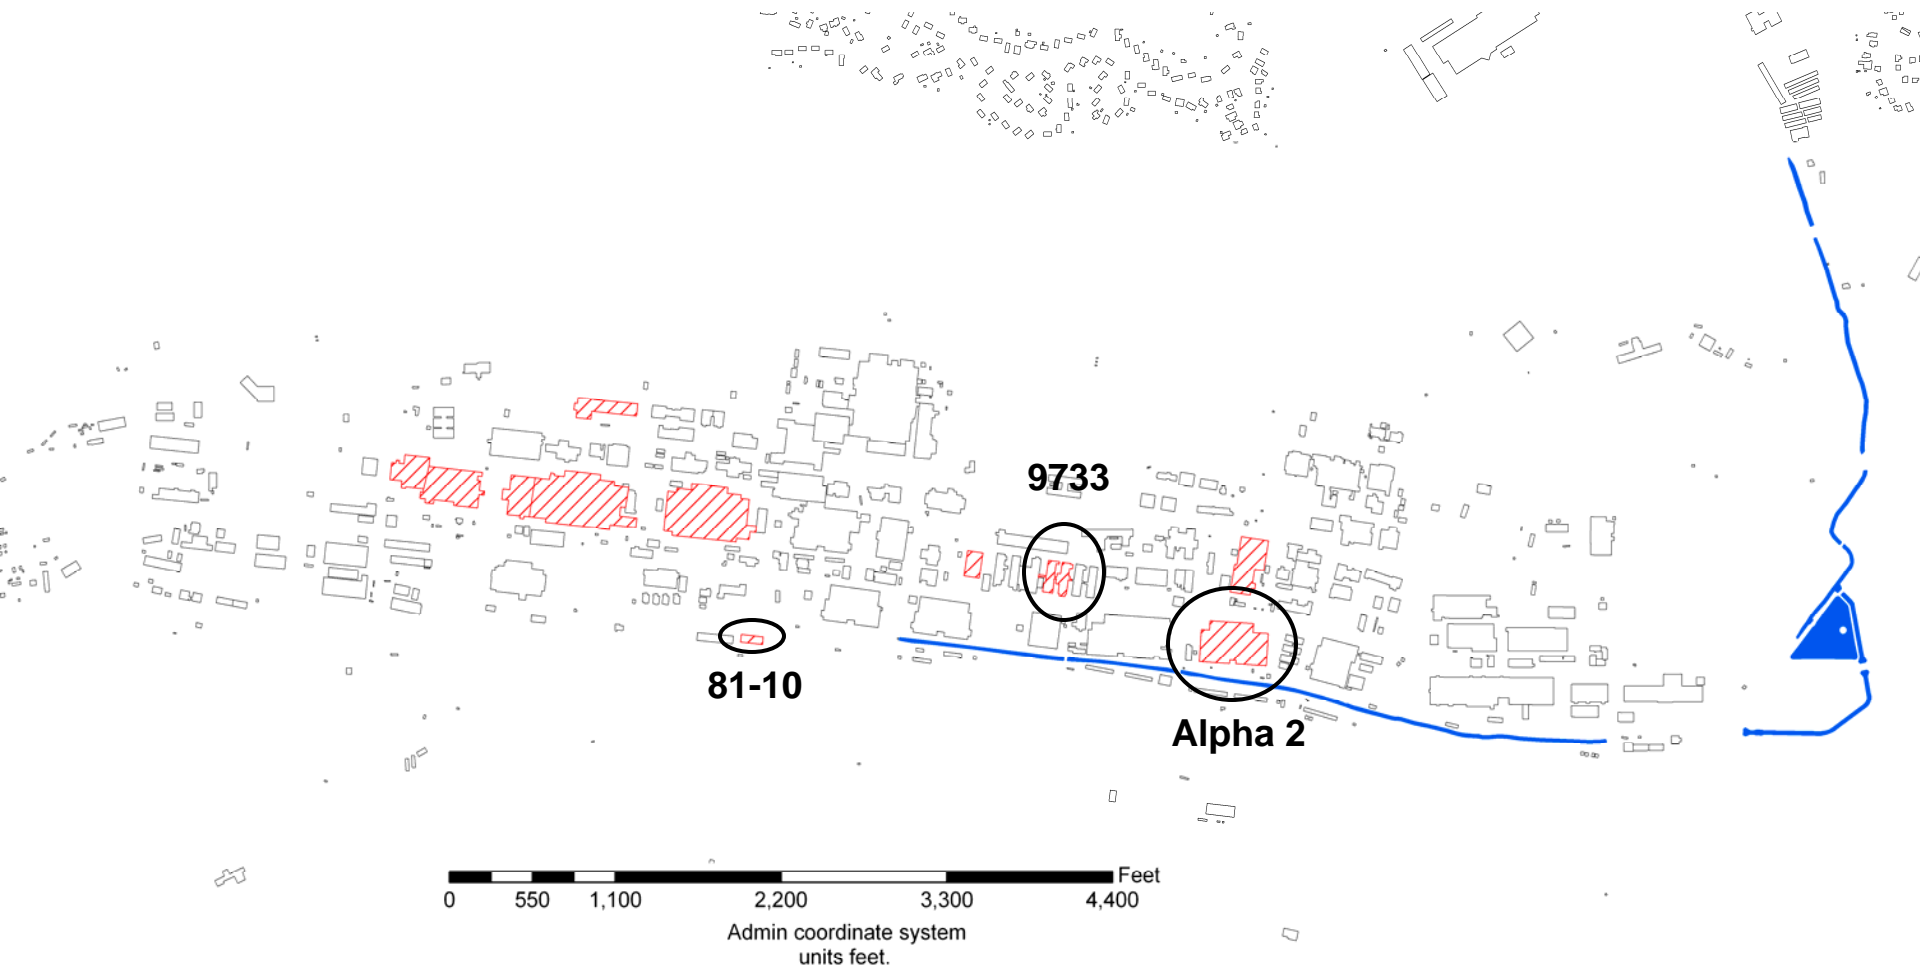 9733
81-10
Alpha 2
Feet
0 550 1,100 2,200 3,300 4,400
Admin coordinate system
units feet.